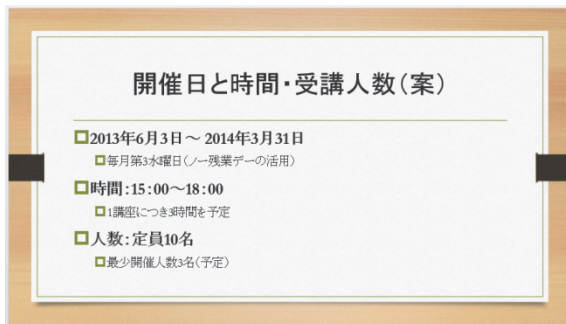 開催日と時間・受講人数（案）
2013年6月3日～ 2014年3月31日
毎月第3水曜日（ノー残業デーの活用）
時間：15：00～18：00
1講座につき3時間を予定
人数：定員10名
最少開催人数3名（予定）